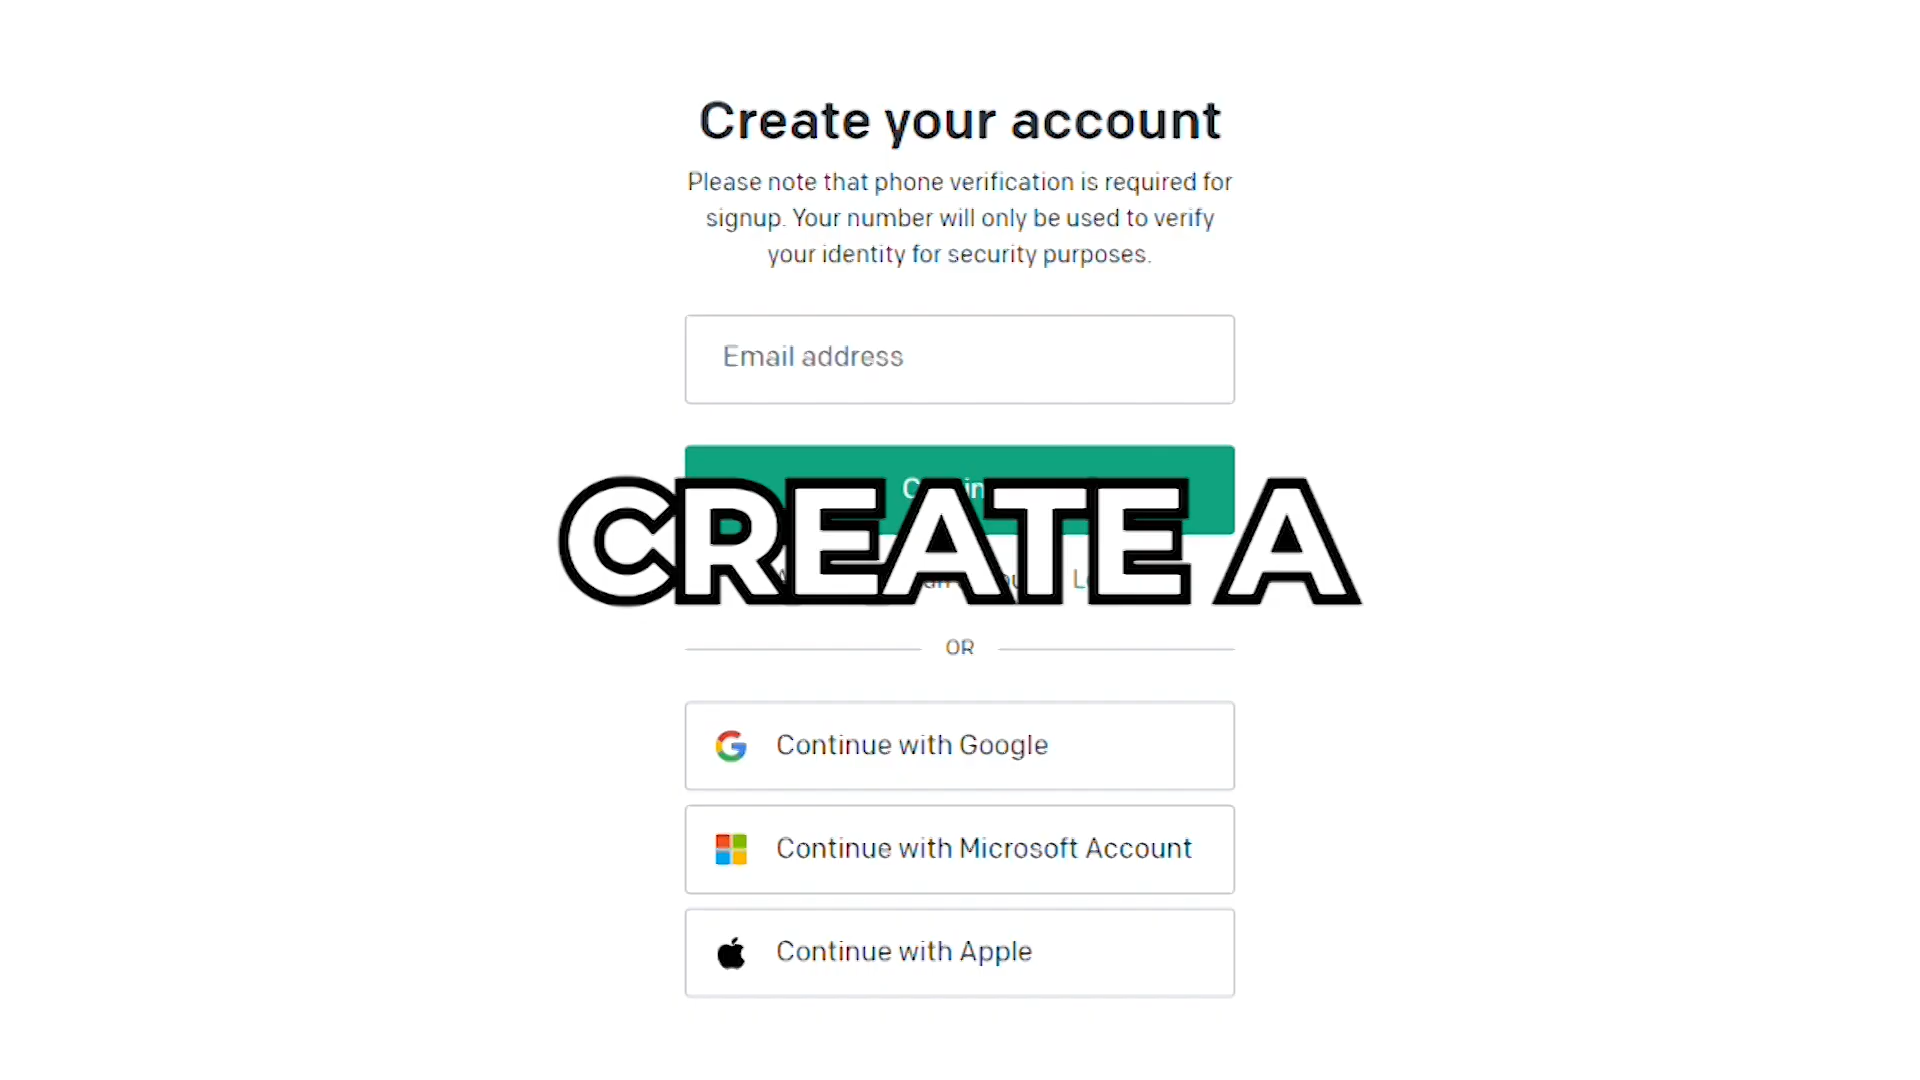 Create your account
Please note that phone verification is required for
signup. Your number will only be used to verify
your identity for security purposes.
Email address
CREATE A
OR
Continue with Google
Continue with Microsoft Account
Continue with Apple